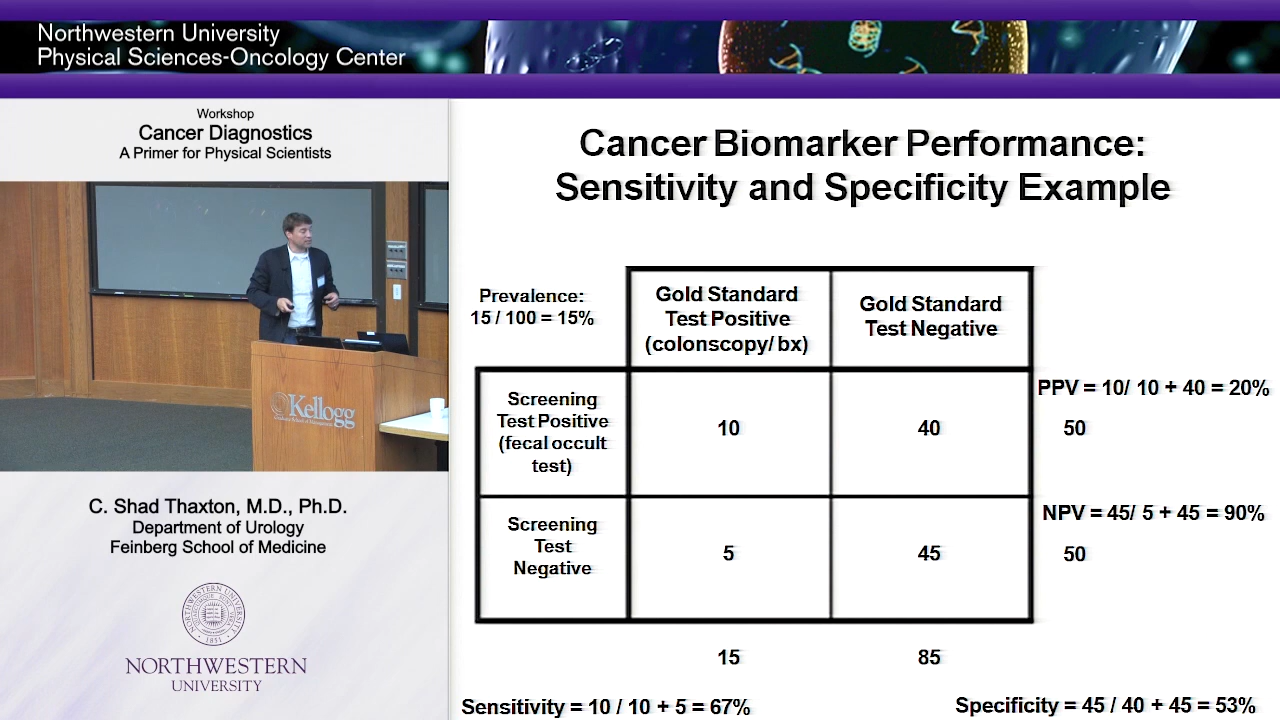 Northwestern University
Physical Sciences-Oncology Center
Workshop
Cancer Diagnostics
A Primer for Physical Scientists
Kellogg
C. Shad Thaxton, M.D., Ph.D.
Department of Urology
Feinberg School of Medicine
NORTHWESTERN
UNIVERSITY
Cancer Biomarker Performance:
Sensitivity and Specificity Example
Prevalence:
15 / 100 = 15%
Gold Standard
Test Positive
(colonscopy/ bx)
Gold Standard
Test Negative
Screening
Test Positive
(fecal occult
test)
10
40
PPV = 10/ 10 + 40 = 20%
50
Screening
Test
Negative
5
45
NPV = 45/ 5 + 45 = 90%
50
15
85
Sensitivity = 10 / 10 + 5 = 67%
Specificity = 45 / 40 + 45 = 53%